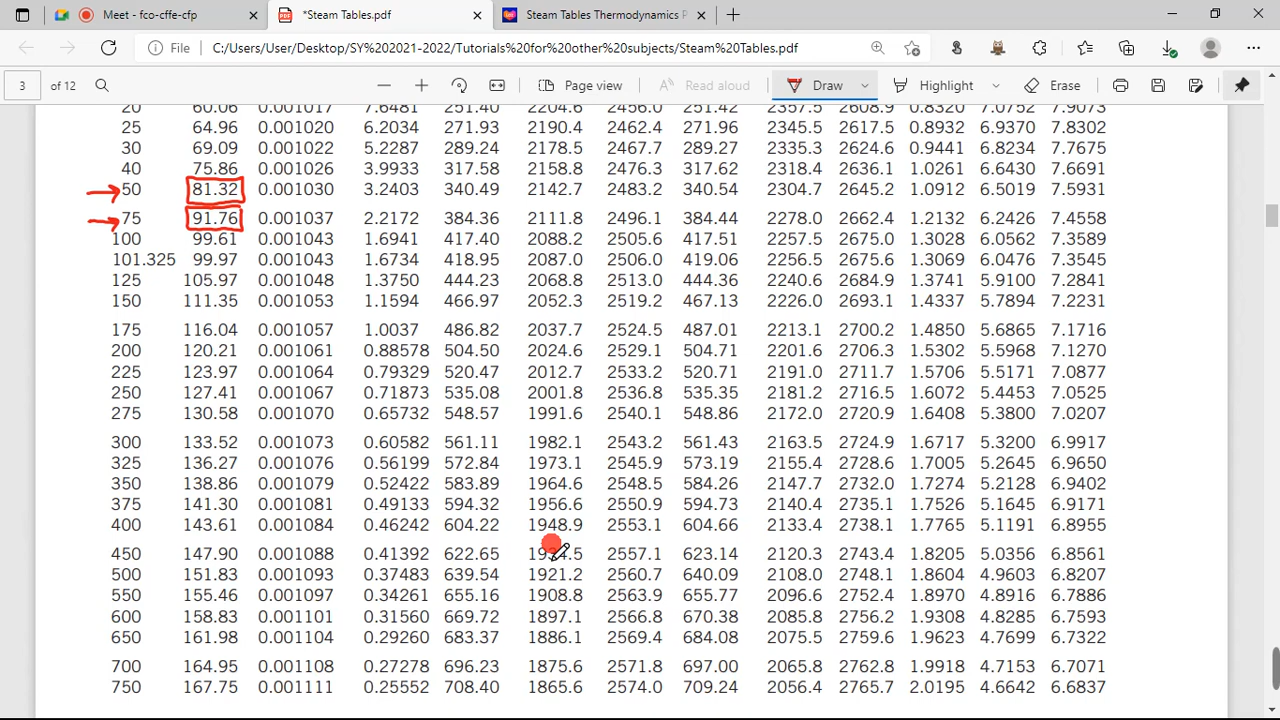 Meet - fco-cffe-cfp
*Steam Tables.pdf
Steam Tables Thermodynamics P
File C:/Users/User/Desktop/SY%202021-2022/Tutorials%20for%20other%20subjects/Steam%20Tables.pdf
3 of 12 Page view Read aloud Draw Highlight Erase
20 60.06 0.001017 7.6481 251.40 2204.6 2456.0 251.42 2357.5 2608.9 0.8320 7.0752 7.9073
25 64.96 0.001020 6.2034 271.93 2190.4 2462.4 271.96 2345.5 2617.5 0.8932 6.9370 7.8302
30 69.09 0.001022 5.2287 289.24 2178.5 2467.7 289.27 2335.3 2624.6 0.9441 6.8234 7.7675
40 75.86 0.001026 3.9933 317.58 2158.8 2476.3 317.62 2318.4 2636.1 1.0261 6.6430 7.6691
50 81.32 0.001030 3.2403 340.49 2142.7 2483.2 340.54 2304.7 2645.2 1.0912 6.5019 7.5931
75 91.76 0.001037 2.2172 384.36 2111.8 2496.1 384.44 2278.0 2662.4 1.2132 6.2426 7.4558
100 99.61 0.001043 1.6941 417.40 2088.2 2505.6 417.51 2257.5 2675.0 1.3028 6.0562 7.3589
101.325 99.97 0.001043 1.6734 418.95 2087.0 2506.0 419.06 2256.5 2675.6 1.3069 6.0476 7.3545
125 105.97 0.001048 1.3750 444.23 2068.8 2513.0 444.36 2240.6 2684.9 1.3741 5.9100 7.2841
150 111.35 0.001053 1.1594 466.97 2052.3 2519.2 467.13 2226.0 2693.1 1.4337 5.7894 7.2231
175 116.04 0.001057 1.0037 486.82 2037.7 2524.5 487.01 2213.1 2700.2 1.4850 5.6865 7.1716
200 120.21 0.001061 0.88578 504.50 2024.6 2529.1 504.71 2201.6 2706.3 1.5302 5.5968 7.1270
225 123.97 0.001064 0.79329 520.47 2012.7 2533.2 520.71 2191.0 2711.7 1.5706 5.5171 7.0877
250 127.41 0.001067 0.71873 535.08 2001.8 2536.8 535.35 2181.2 2716.5 1.6072 5.4453 7.0525
275 130.58 0.001070 0.65732 548.57 1991.6 2540.1 548.86 2172.0 2720.9 1.6408 5.3800 7.0207
300 133.52 0.001073 0.60582 561.11 1982.1 2543.2 561.43 2163.5 2724.9 1.6717 5.3200 6.9917
325 136.27 0.001076 0.56199 572.84 1973.1 2545.9 573.19 2155.4 2728.6 1.7005 5.2645 6.9650
350 138.86 0.001079 0.52422 583.89 1964.6 2548.5 584.26 2147.7 2732.0 1.7274 5.2128 6.9402
375 141.30 0.001081 0.49133 594.32 1956.6 2550.9 594.73 2140.4 2735.1 1.7526 5.1645 6.9171
400 143.61 0.001084 0.46242 604.22 1948.9 2553.1 604.66 2133.4 2738.1 1.7765 5.1191 6.8955
450 147.90 0.001088 0.41392 622.65 2557.1 623.14 2120.3 2743.4 1.8205 5.0356 6.8561
500 151.83 0.001093 0.37483 639.54 1921.2 2560.7 640.09 2108.0 2748.1 1.8604 4.9603 6.8207
550 155.46 0.001097 0.34261 655.16 1908.8 2563.9 655.77 2096.6 2752.4 1.8970 4.8916 6.7886
600 158.83 0.001101 0.31560 669.72 1897.1 2566.8 670.38 2085.8 2756.2 1.9308 4.8285 6.7593
650 161.98 0.001104 0.29260 683.37 1886.1 2569.4 684.08 2075.5 2759.6 1.9623 4.7699 6.7322
700 164.95 0.001108 0.27278 696.23 1875.6 2571.8 697.00 2065.8 2762.8 1.9918 4.7153 6.7071
750 167.75 0.001111 0.25552 708.40 1865.6 2574.0 709.24 2056.4 2765.7 2.0195 4.6642 6.6837